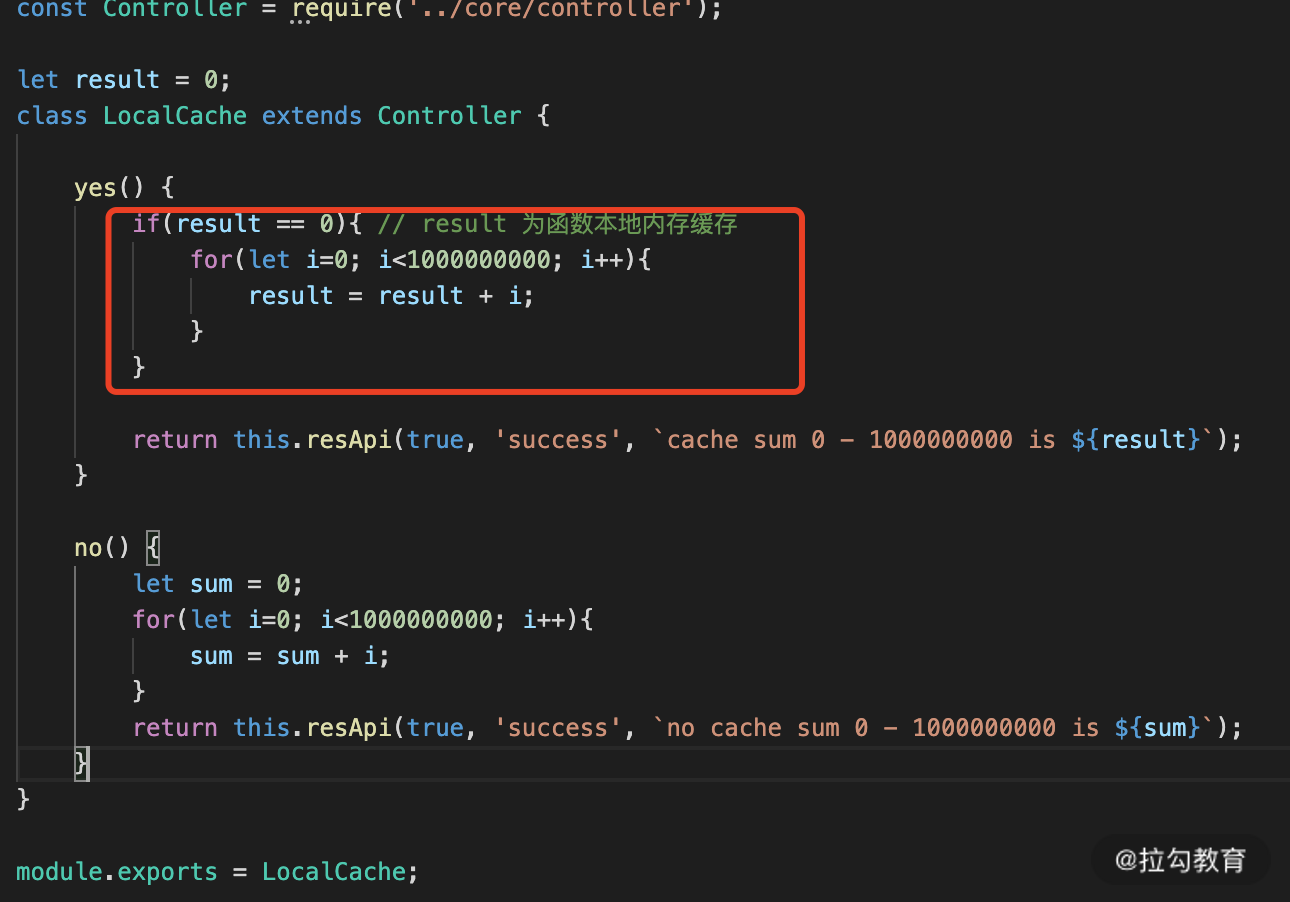 const Controller = require('../core/controller');
let result = 0;
class LocalCache extends Controller {
yes() {
if(result == 0){ // result 为函数本地内存缓存
for(let i=0; i<1000000000; i++){
result = result + i;
}
}
return this.resApi(true, 'success', `cache sum 0 - 1000000000 is ${result}`);
}
no() {
let sum = 0;
for(let i=0; i<1000000000; i++){
sum = sum + i;
}
return this.resApi(true, 'success', `no cache sum 0 - 1000000000 is ${sum}`);
}
}
module.exports = LocalCache;
@拉勾教育